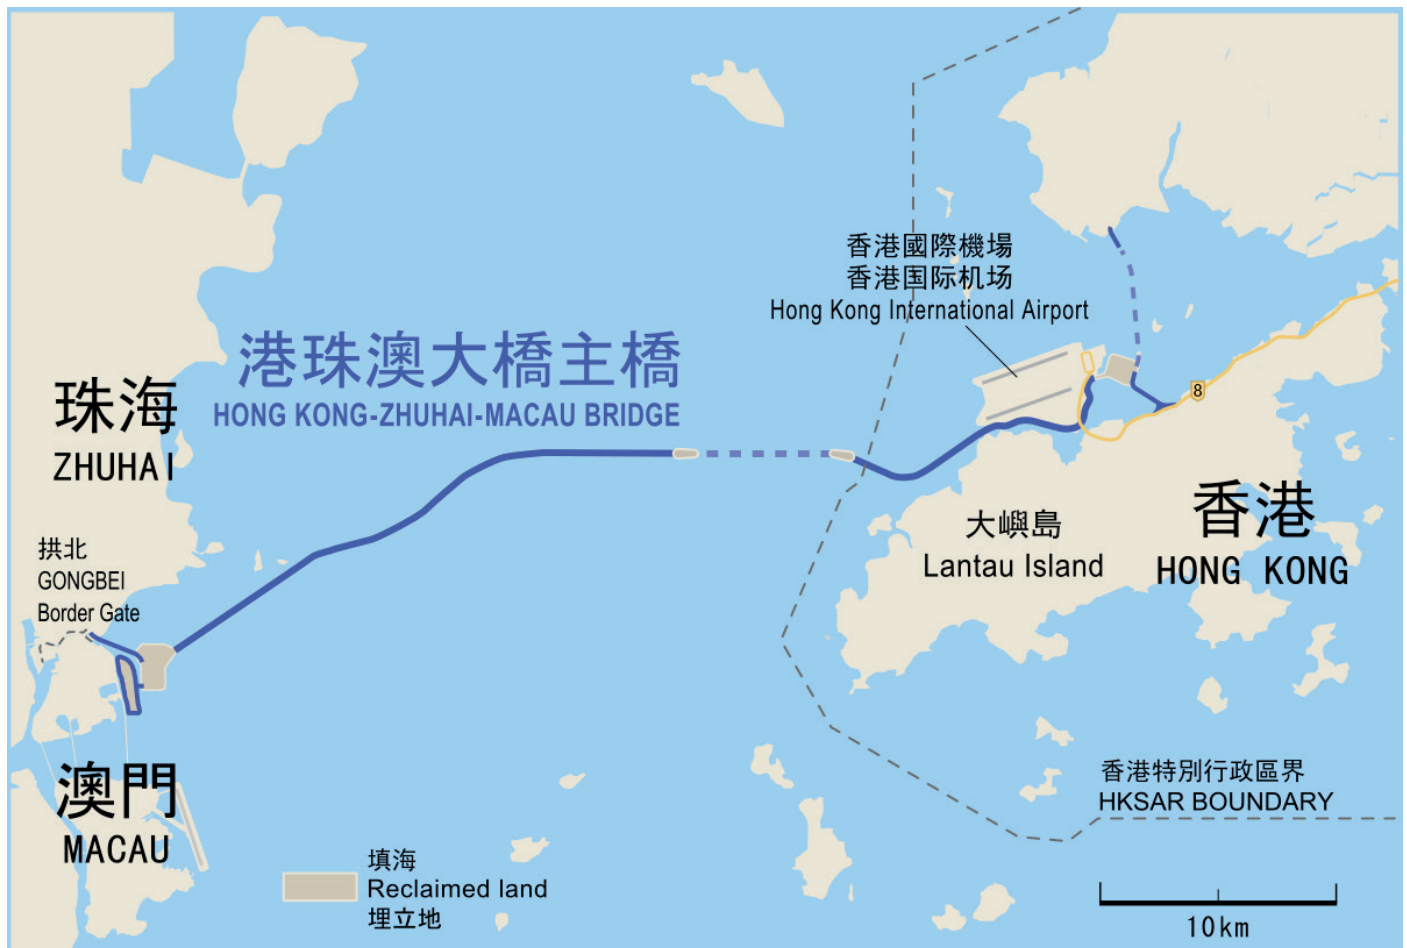 香港國際機場
香港国际机场
Hong Kong International Airport
港珠澳大橋主橋
HONG KONG-ZHUHAI-MACAU BRIDGE
珠海
ZHUHAI
8
大嶼島
Lantau Island
香港
HONG KONG
拱北
GONGBEI
Border Gate
澳門
MACAU
香港特別行政區界
HKSAR BOUNDARY
填海
Reclaimed land
埋立地
10km